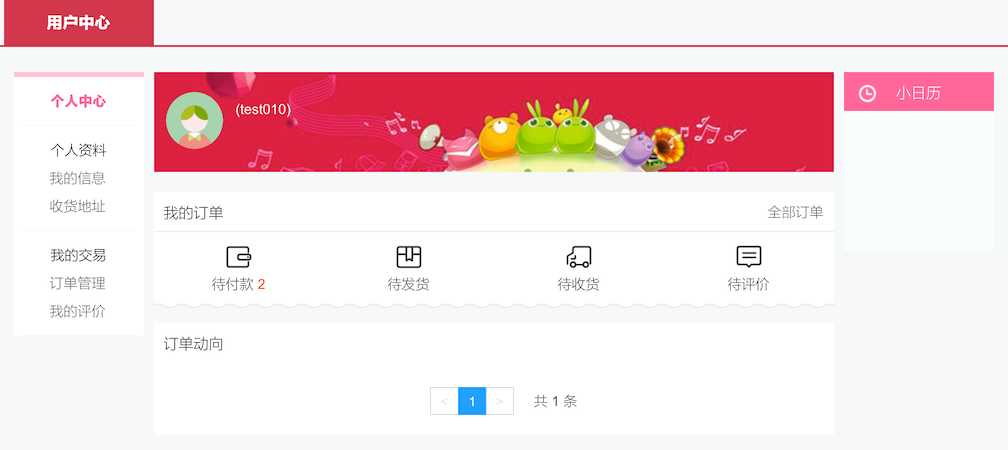 用户中心
个人中心
个人资料
我的信息
收货地址
我的交易
订单管理
我的评价
(test010)
我的订单
全部订单
待付款 2
待发货
待收货
待评价
订单动向
< 1 > 共 1 条
小日历